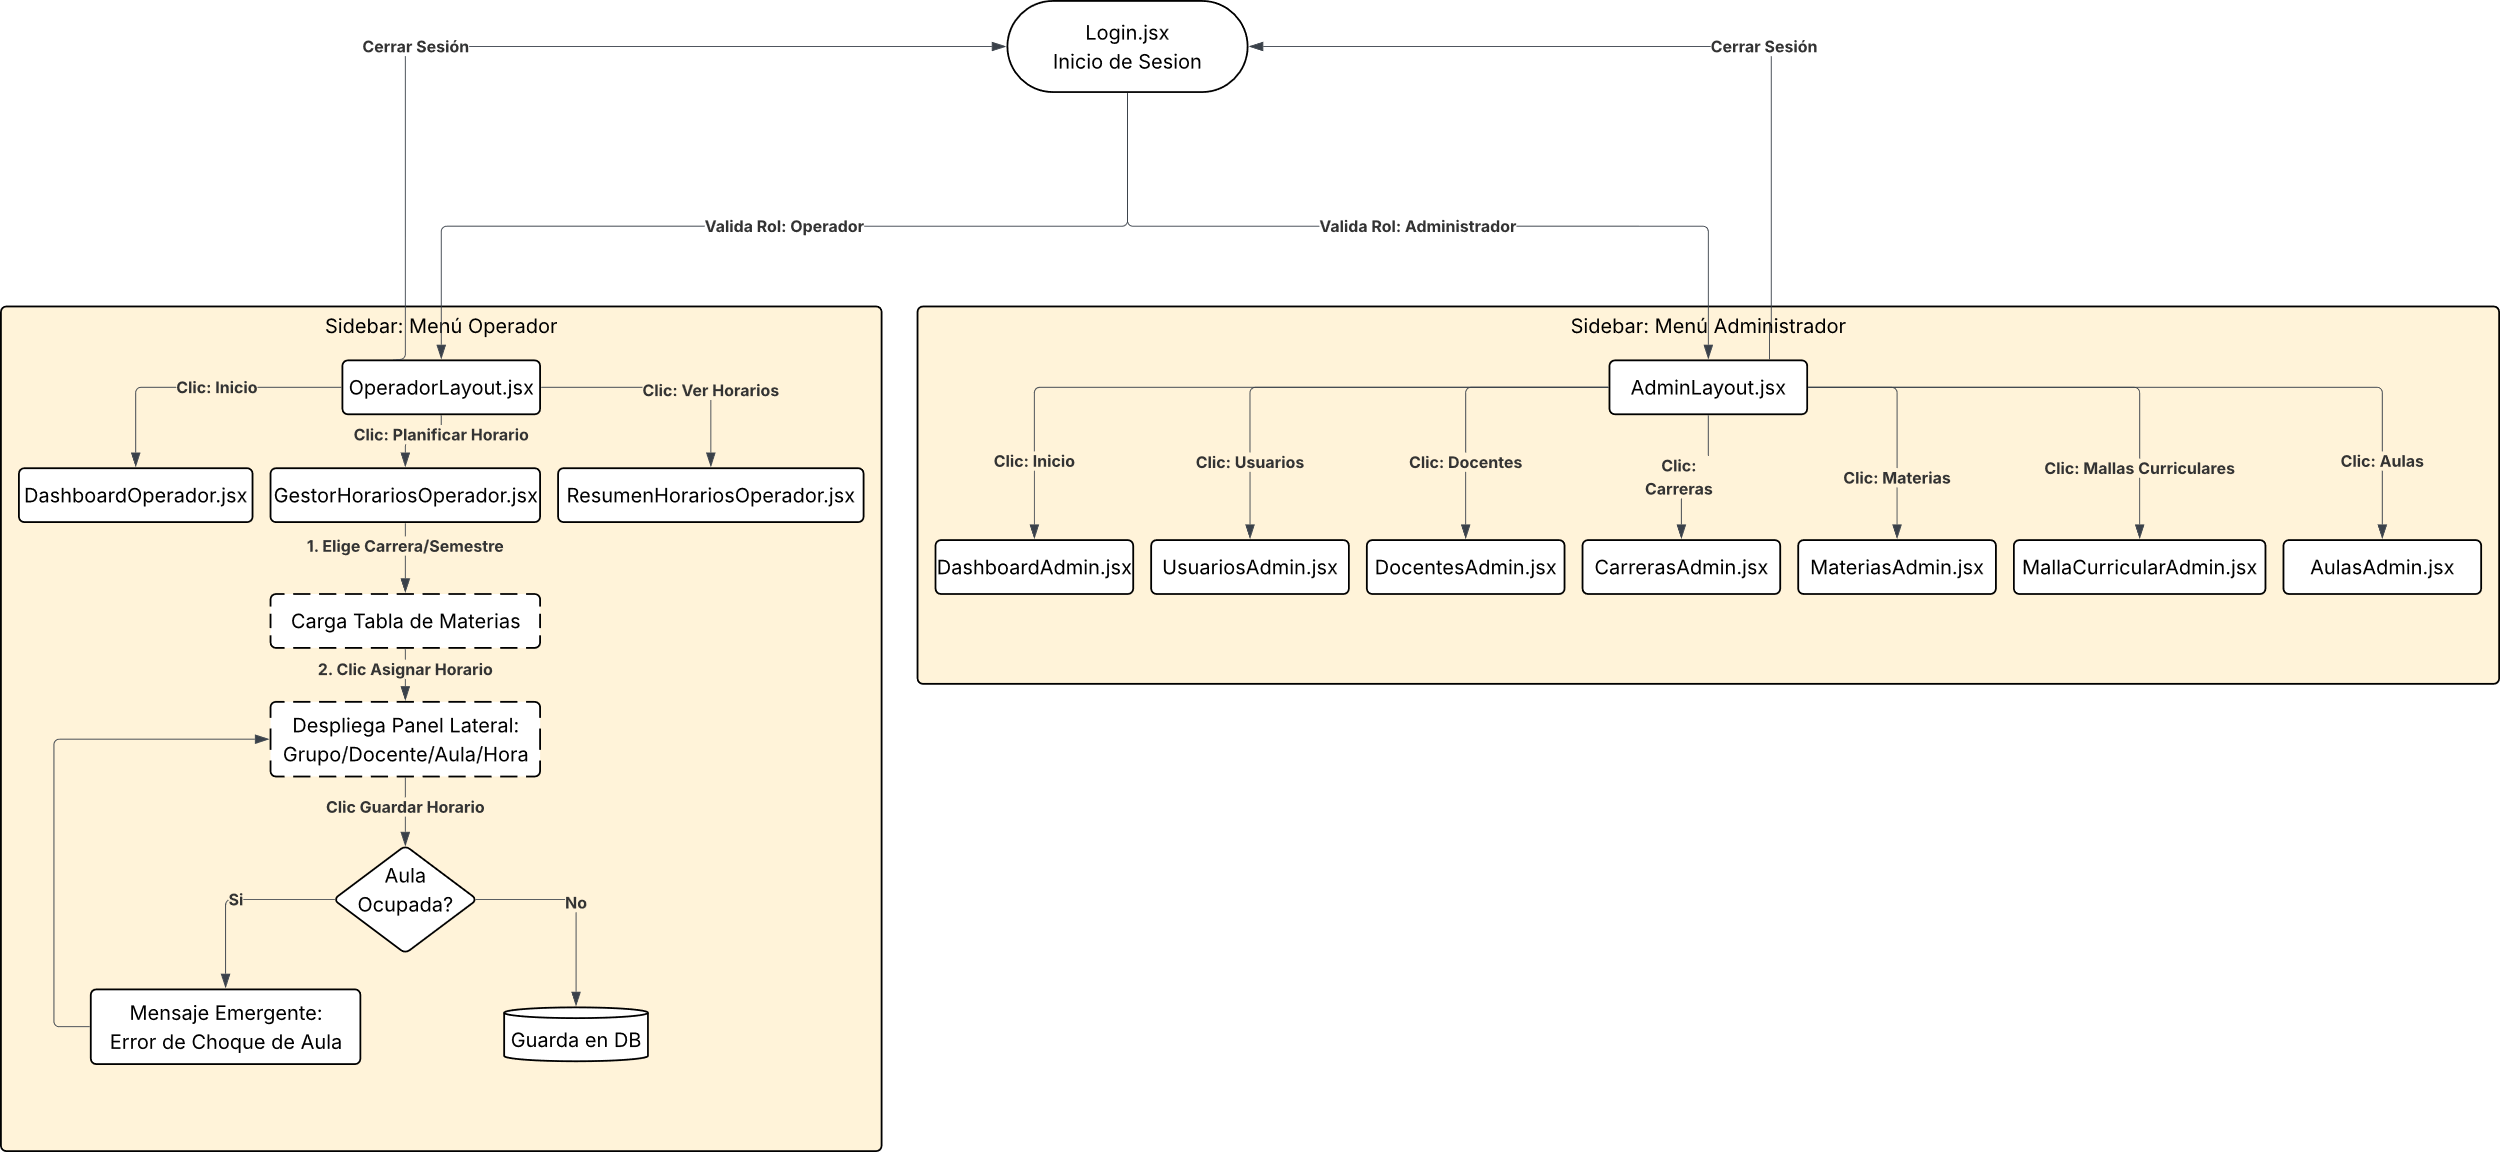 Login.jsx
Inicio de Sesion
Cerrar Sesión
Cerrar Sesión
Valida Rol: Operador
Valida Rol: Administrador
Sidebar: Menú Operador
OperadorLayout.jsx
Clic: Inicio
Clic: Ver Horarios
Clic: Planificar Horario
DashboardOperador.jsx
GestorHorariosOperador.jsx
ResumenHorariosOperador.jsx
1. Elige Carrera/Semestre
Carga Tabla de Materias
2. Clic Asignar Horario
Despliega Panel Lateral:
Grupo/Docente/Aula/Hora
Clic Guardar Horario
Aula
Ocupada?
Si
No
Mensaje Emergente:
Error de Choque de Aula
Guarda en DB
Sidebar: Menú Administrador
AdminLayout.jsx
Clic: Inicio
Clic: Usuarios
Clic: Docentes
Clic:
Carreras
Clic: Materias
Clic: Mallas Curriculares
Clic: Aulas
DashboardAdmin.jsx
UsuariosAdmin.jsx
DocentesAdmin.jsx
CarrerasAdmin.jsx
MateriasAdmin.jsx
MallaCurricularAdmin.jsx
AulasAdmin.jsx